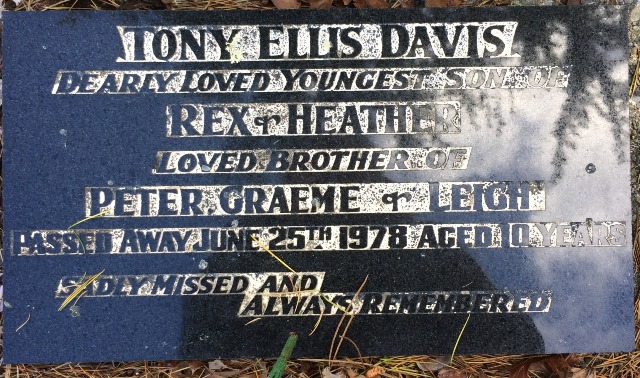 TONY ELLIS DAVIS
DEARLY LOVED YOUNGEST SON OF
REX & HEATHER
LOVED BROTHER OF
PETER, GRAEME & LEIGH
PASSED AWAY JUNE 25TH 1978 AGED 10 YEARS
SADLY MISSED AND
ALWAYS REMEMBERED